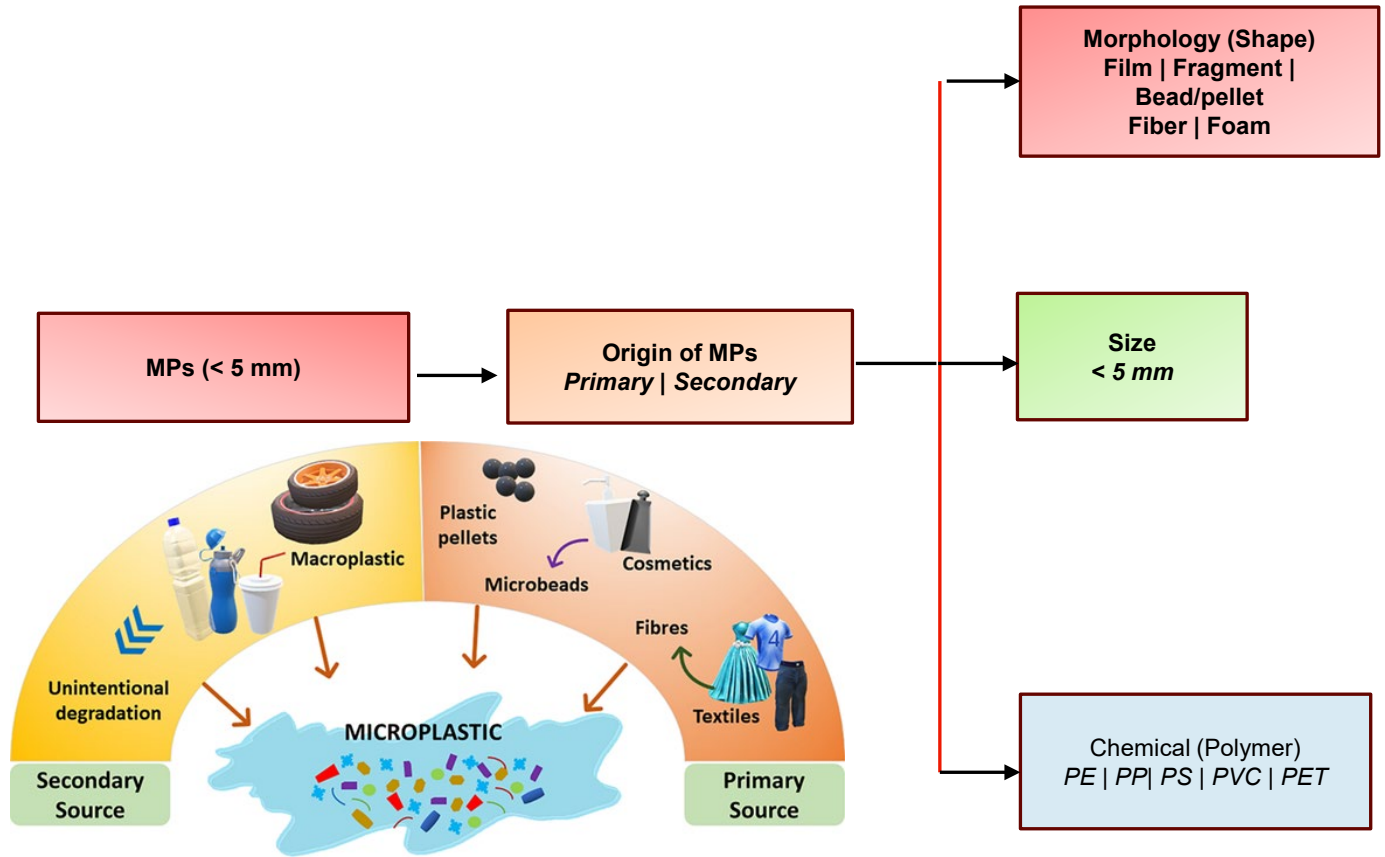 Morphology (Shape)
Film | Fragment |
Bead/pellet
Fiber | Foam
MPs (< 5 mm)
Origin of MPs
Primary | Secondary
Size
< 5 mm
Macroplastic
Unintentional
degradation
Plastic
pellets
Microbeads
Cosmetics
Fibres
4
Textiles
MICROPLASTIC
Secondary
Source
Primary
Source
Chemical (Polymer)
PE | PP| PS | PVC | PET